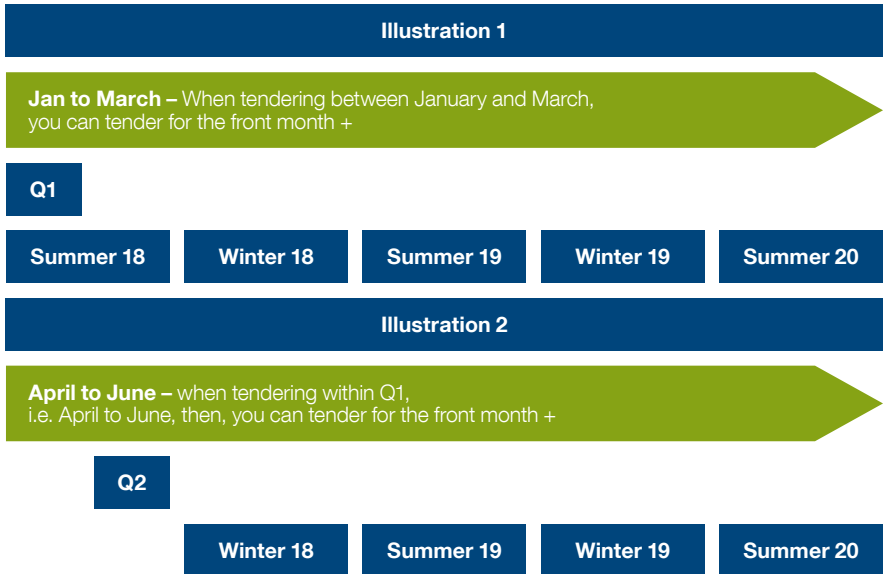 Illustration 1
Jan to March – When tendering between January and March,
you can tender for the front month +
Q1
Summer 18 Winter 18 Summer 19 Winter 19 Summer 20
Illustration 2
April to June – when tendering within Q1,
i.e. April to June, then, you can tender for the front month +
Q2
Winter 18 Summer 19 Winter 19 Summer 20